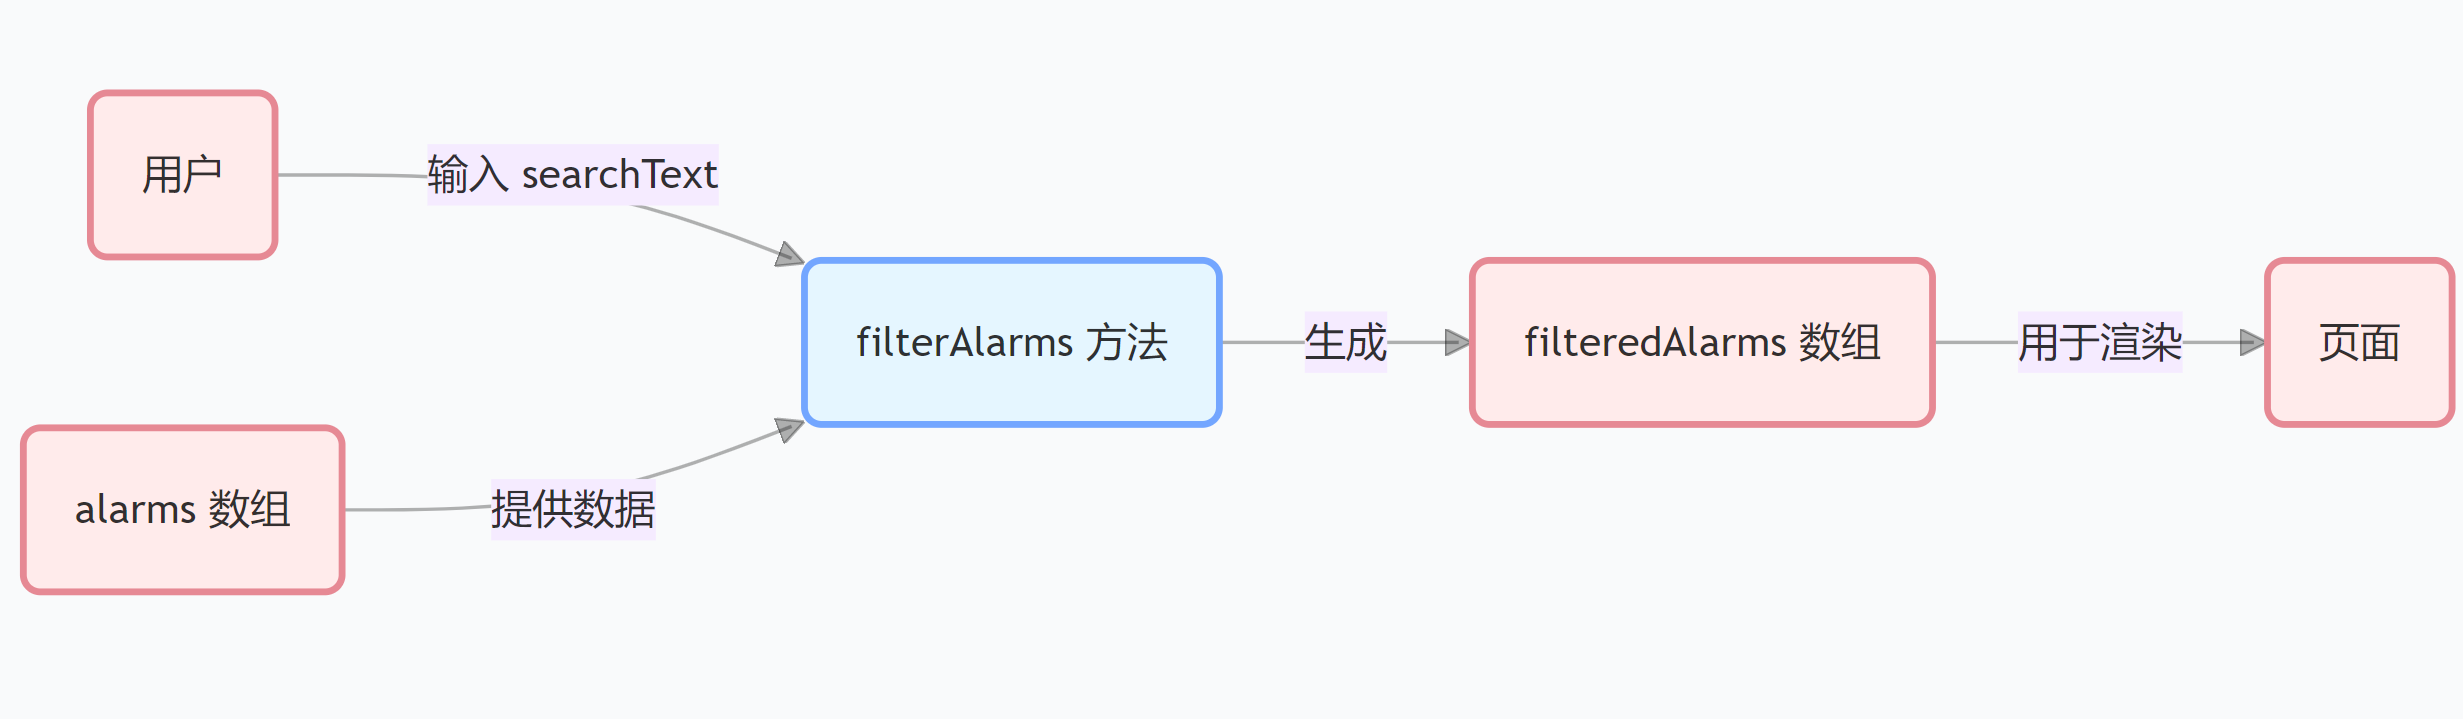 用户
输入 searchText
filterAlarms 方法
生成
filteredAlarms 数组
用于渲染
页面
alarms 数组
提供数据